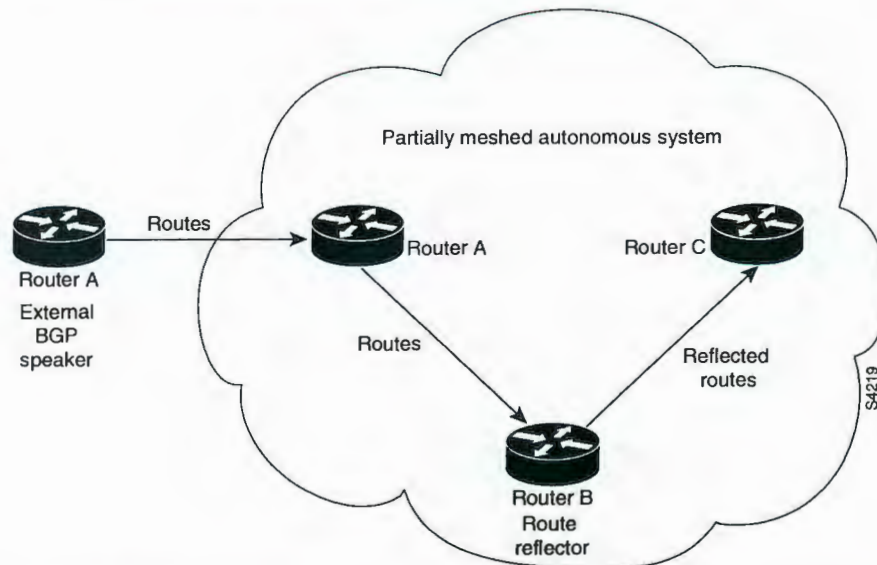 Partially meshed autonomous system
Routes
Router A
External
BGP
speaker
Router A
Router C
Routes
Reflected
routes
Router B
Route
reflector
S4219